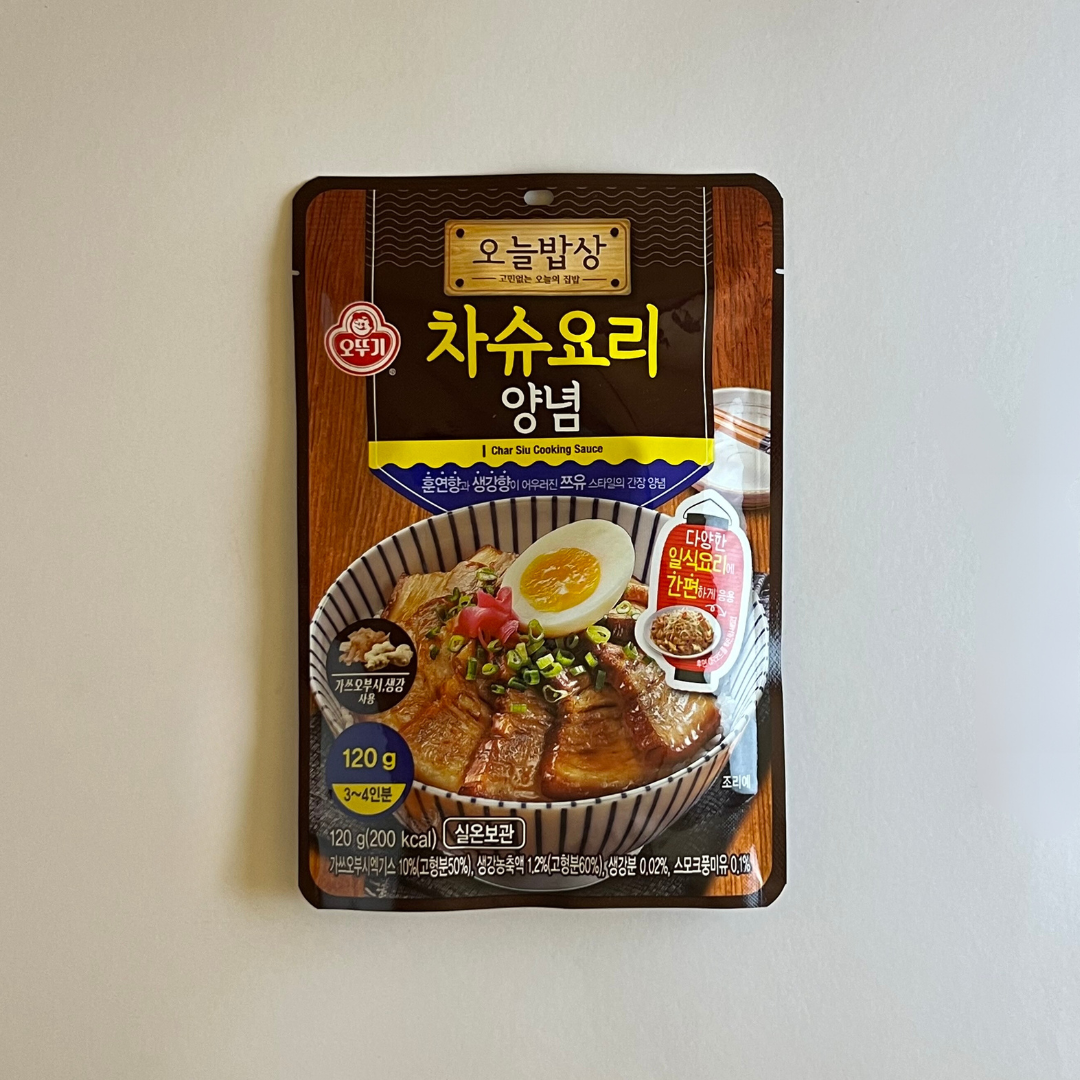 오늘밥상
고민없는 오늘의 집밥
오뚜기
®
차슈요리
양념
Char Siu Cooking Sauce
훈연향과 생강향이 어우러진 쯔유 스타일의 간장 양념
다양한
일식요리에
간편하게 응용
가쓰오부시,생강
사용
120 g
3~4인분
조리예
120 g(200 kcal) 실온보관
가쓰오부시엑기스 10%(고형분50%), 생강농축액 1.2%(고형분60%), 생강분 0.02%, 스모크풍미유 0.1%